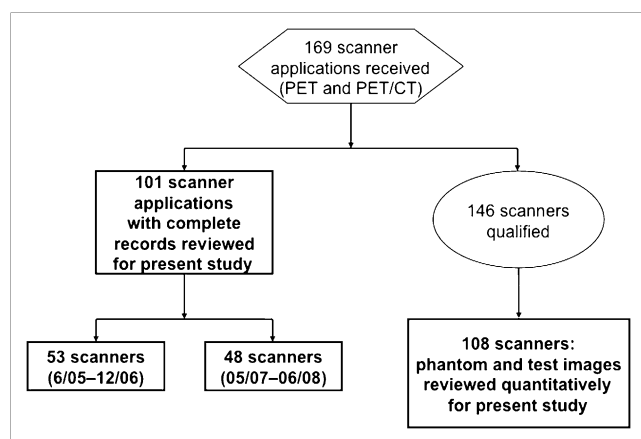 169 scanner
applications received
(PET and PET/CT)
101 scanner
applications
with complete
records reviewed
for present study
146 scanners
qualified
53 scanners
(6/05–12/06)
48 scanners
(05/07–06/08)
108 scanners:
phantom and test images
reviewed quantitatively
for present study